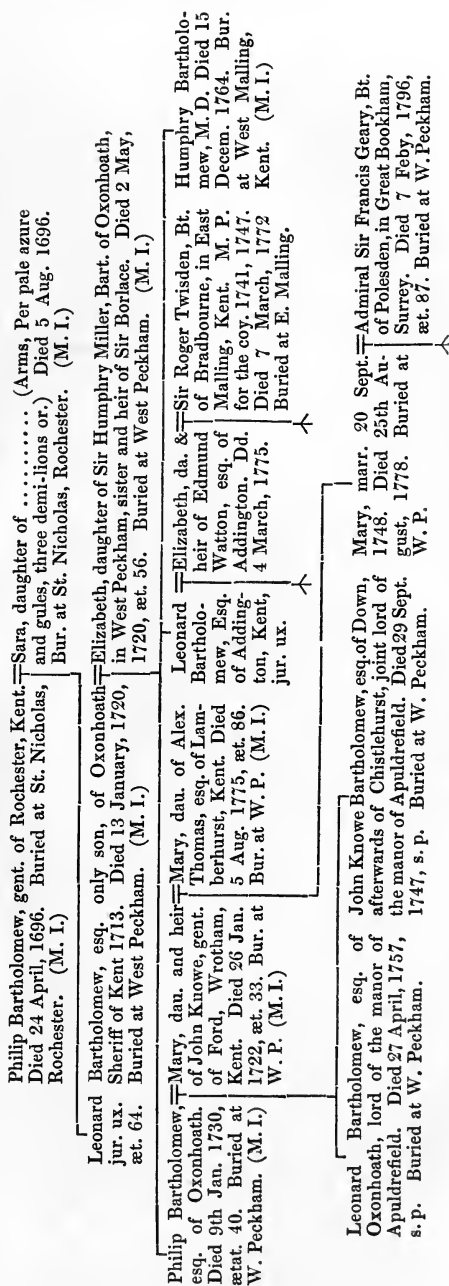 Philip Bartholomew, gent. of Rochester, Kent.
Died 24 April, 1696. Buried at St. Nicholas,
Rochester. (M. I.)
Sara, daughter of .......... (Arms, Per pale azure
and gules, three demi-lions or.) Died 5 Aug. 1696.
Bur. at St. Nicholas, Rochester. (M. I.)
Leonard Bartholomew, esq. only son, of Oxonhoath
jur. ux. Sheriff of Kent 1713. Died 13 January, 1720,
æt. 64. Buried at West Peckham. (M. I.)
Elizabeth, daughter of Sir Humphry Miller, Bart. of Oxonhoath,
in West Peckham, sister and heir of Sir Borlace. Died 2 May,
1720, æt. 56. Buried at West Peckham. (M. I.)
Philip Bartholomew,
esq. of Oxonhoath.
Died 9th Jan. 1730,
ætat. 40. Buried at
W. Peckham. (M. I.)
Mary, dau. and heir
of John Knowe, gent.
of Ford, Wrotham,
Kent. Died 26 Jan.
1722, æt. 33. Bur. at
W. P. (M. I.)
Mary, dau. of Alex.
Thomas, esq. of Lam-
berhurst, Kent. Died
5 Aug. 1775, æt. 86.
Bur. at W. P. (M. I.)
Leonard
Bartholo-
mew, Esq.
of Adding-
ton, Kent,
jur. ux.
Elizabeth, da. &
heir of Edmund
Watton, esq. of
Addington. Dd.
4 March, 1775.
Sir Roger Twisden, Bt.
of Bradbourne, in East
Malling, Kent. M. P.
for the coy. 1741, 1747.
Died 7 March, 1772
Buried at E. Malling.
Humphry Bartholo-
mew, M. D. Died 15
Decem. 1764. Bur.
at West Malling,
Kent. (M. I.)
Leonard Bartholomew, esq. of
Oxonhoath, lord of the manor of
Apuldrefield. Died 27 April, 1757,
s. p. Buried at W. Peckham.
John Knowe Bartholomew, esq. of Down,
afterwards of Chistlehurst, joint lord of
the manor of Apuldrefield. Died 29 Sept.
1747, s. p. Buried at W. Peckham.
Mary, marr. 20 Sept.
1748. Died 25th Au-
gust, 1778. Buried at
W. P.
Admiral Sir Francis Geary, Bt.
of Polesden, in Great Bookham,
Surrey. Died 7 Feby, 1796,
æt. 87. Buried at W. Peckham.